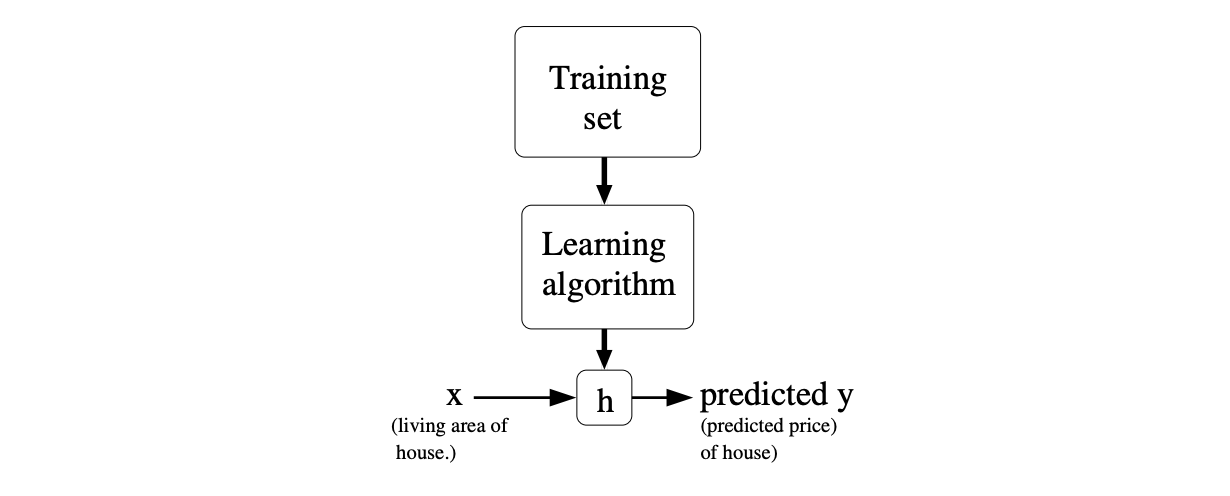 Training
set
Learning
algorithm
x
(living area of
house.)
h
predicted y
(predicted price)
of house)